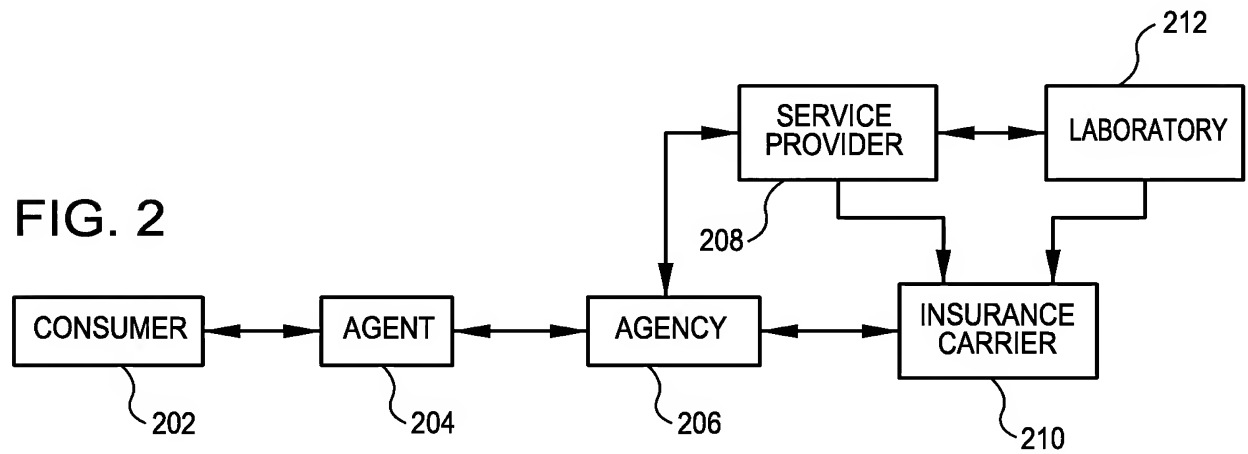 212
SERVICE
PROVIDER
LABORATORY
FIG. 2
208
CONSUMER
AGENT
AGENCY
INSURANCE
CARRIER
202
204
206
210